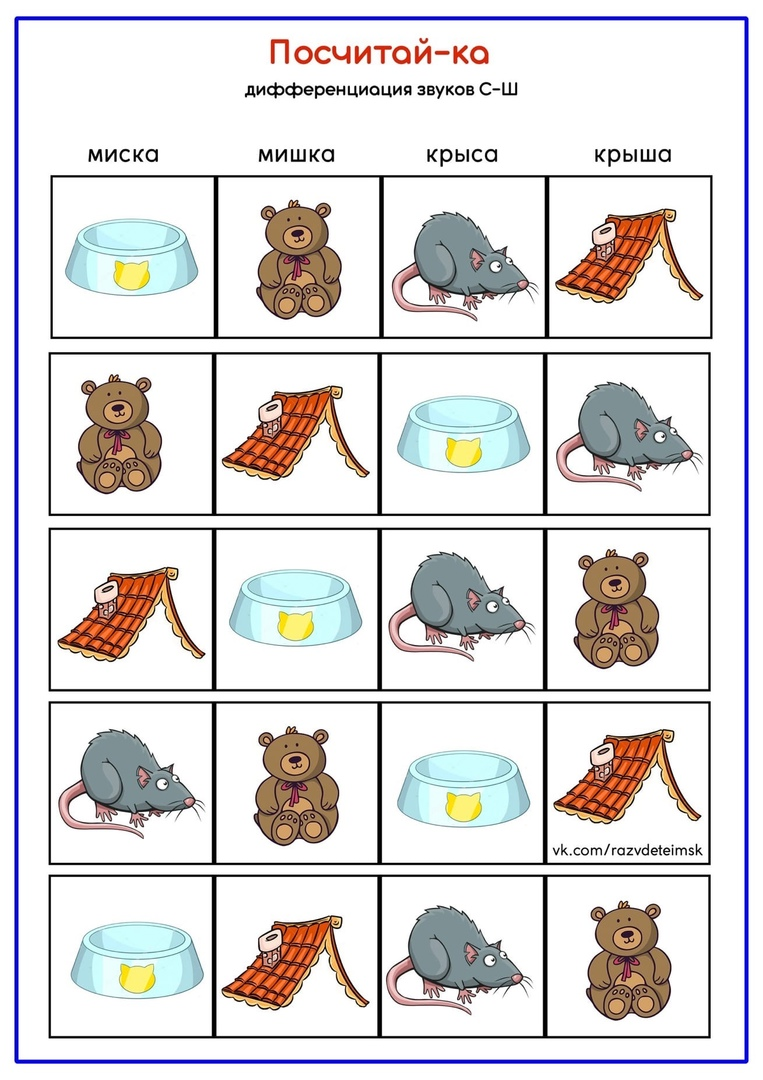 Посчитай-ка
дифференциация звуков С-Ш
миска мишка крыса крыша
vk.com/razvdeteimsk